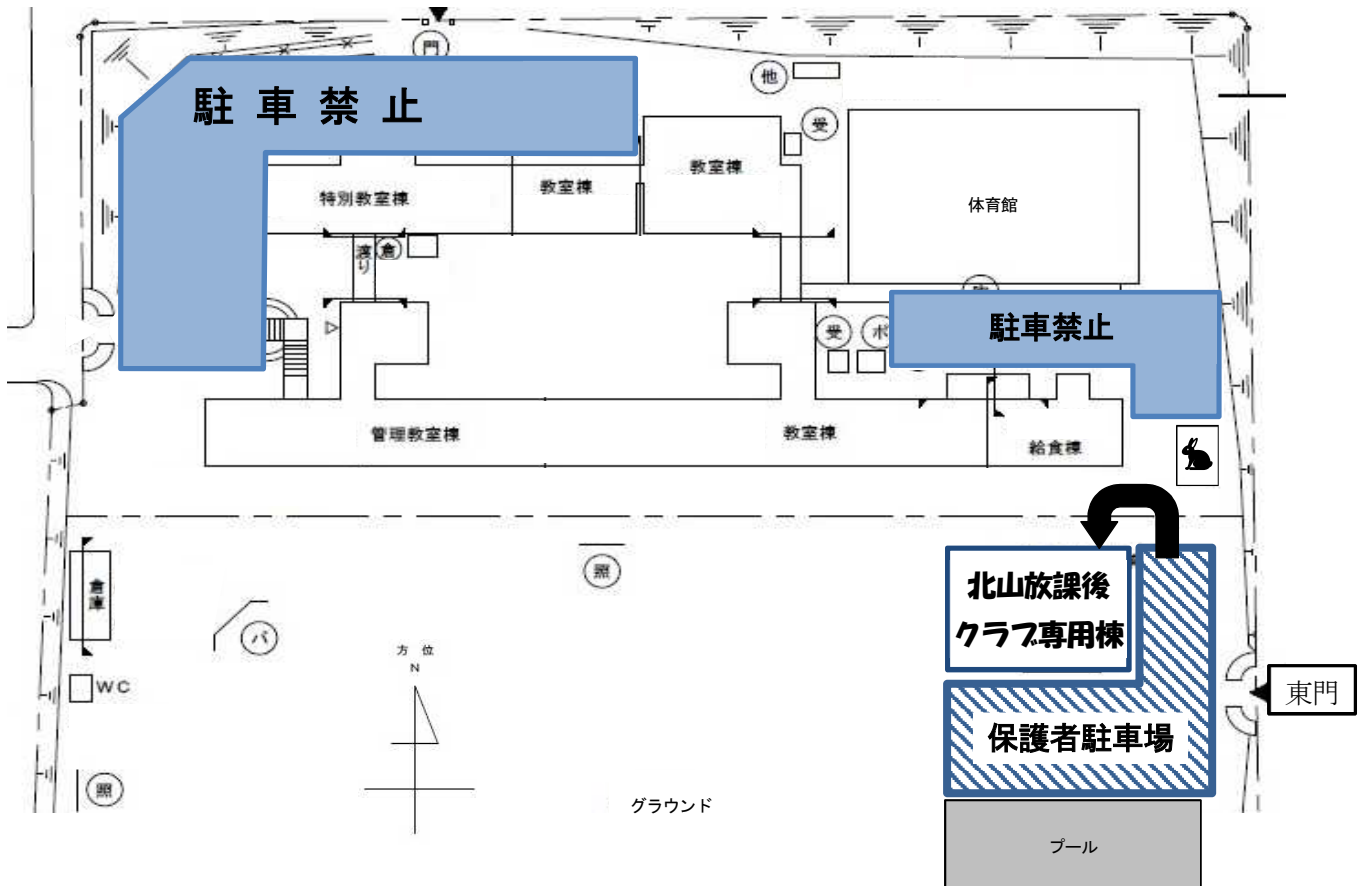 門
駐車禁止
他
受
教室棟
教室棟
特別教室棟
体育館
渡り
倉
駐車禁止
受
ポ
管理教室棟
教室棟
給食棟
照
北山放課後
クラブ専用棟
倉庫
バ
方位
N
WC
東門
保護者駐車場
照
グラウンド
プール